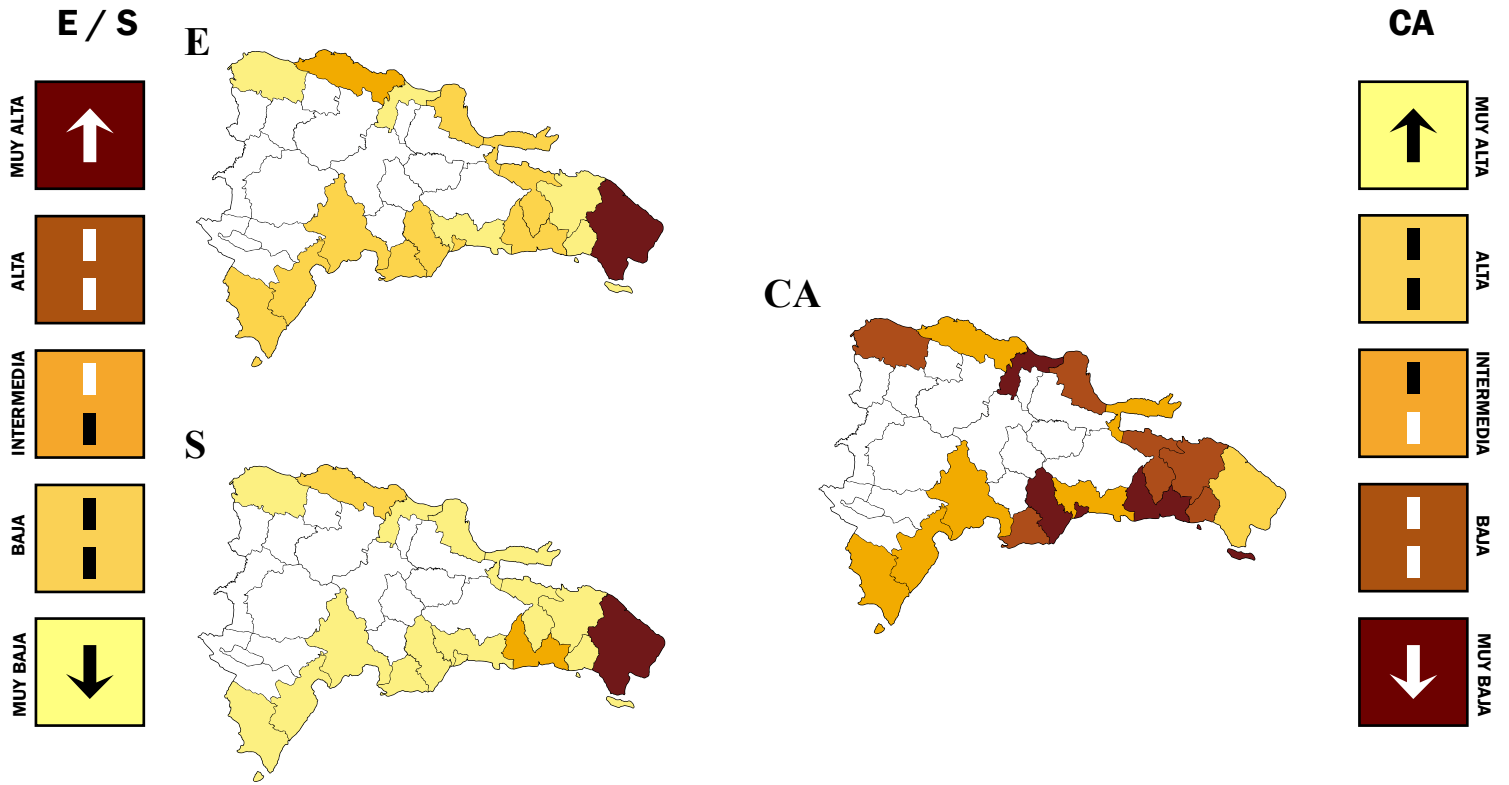 E / S
MUY ALTA
ALTA
INTERMEDIA
BAJA
MUY BAJA
E
S
CA
CA
MUY ALTA
ALTA
INTERMEDIA
BAJA
MUY BAJA